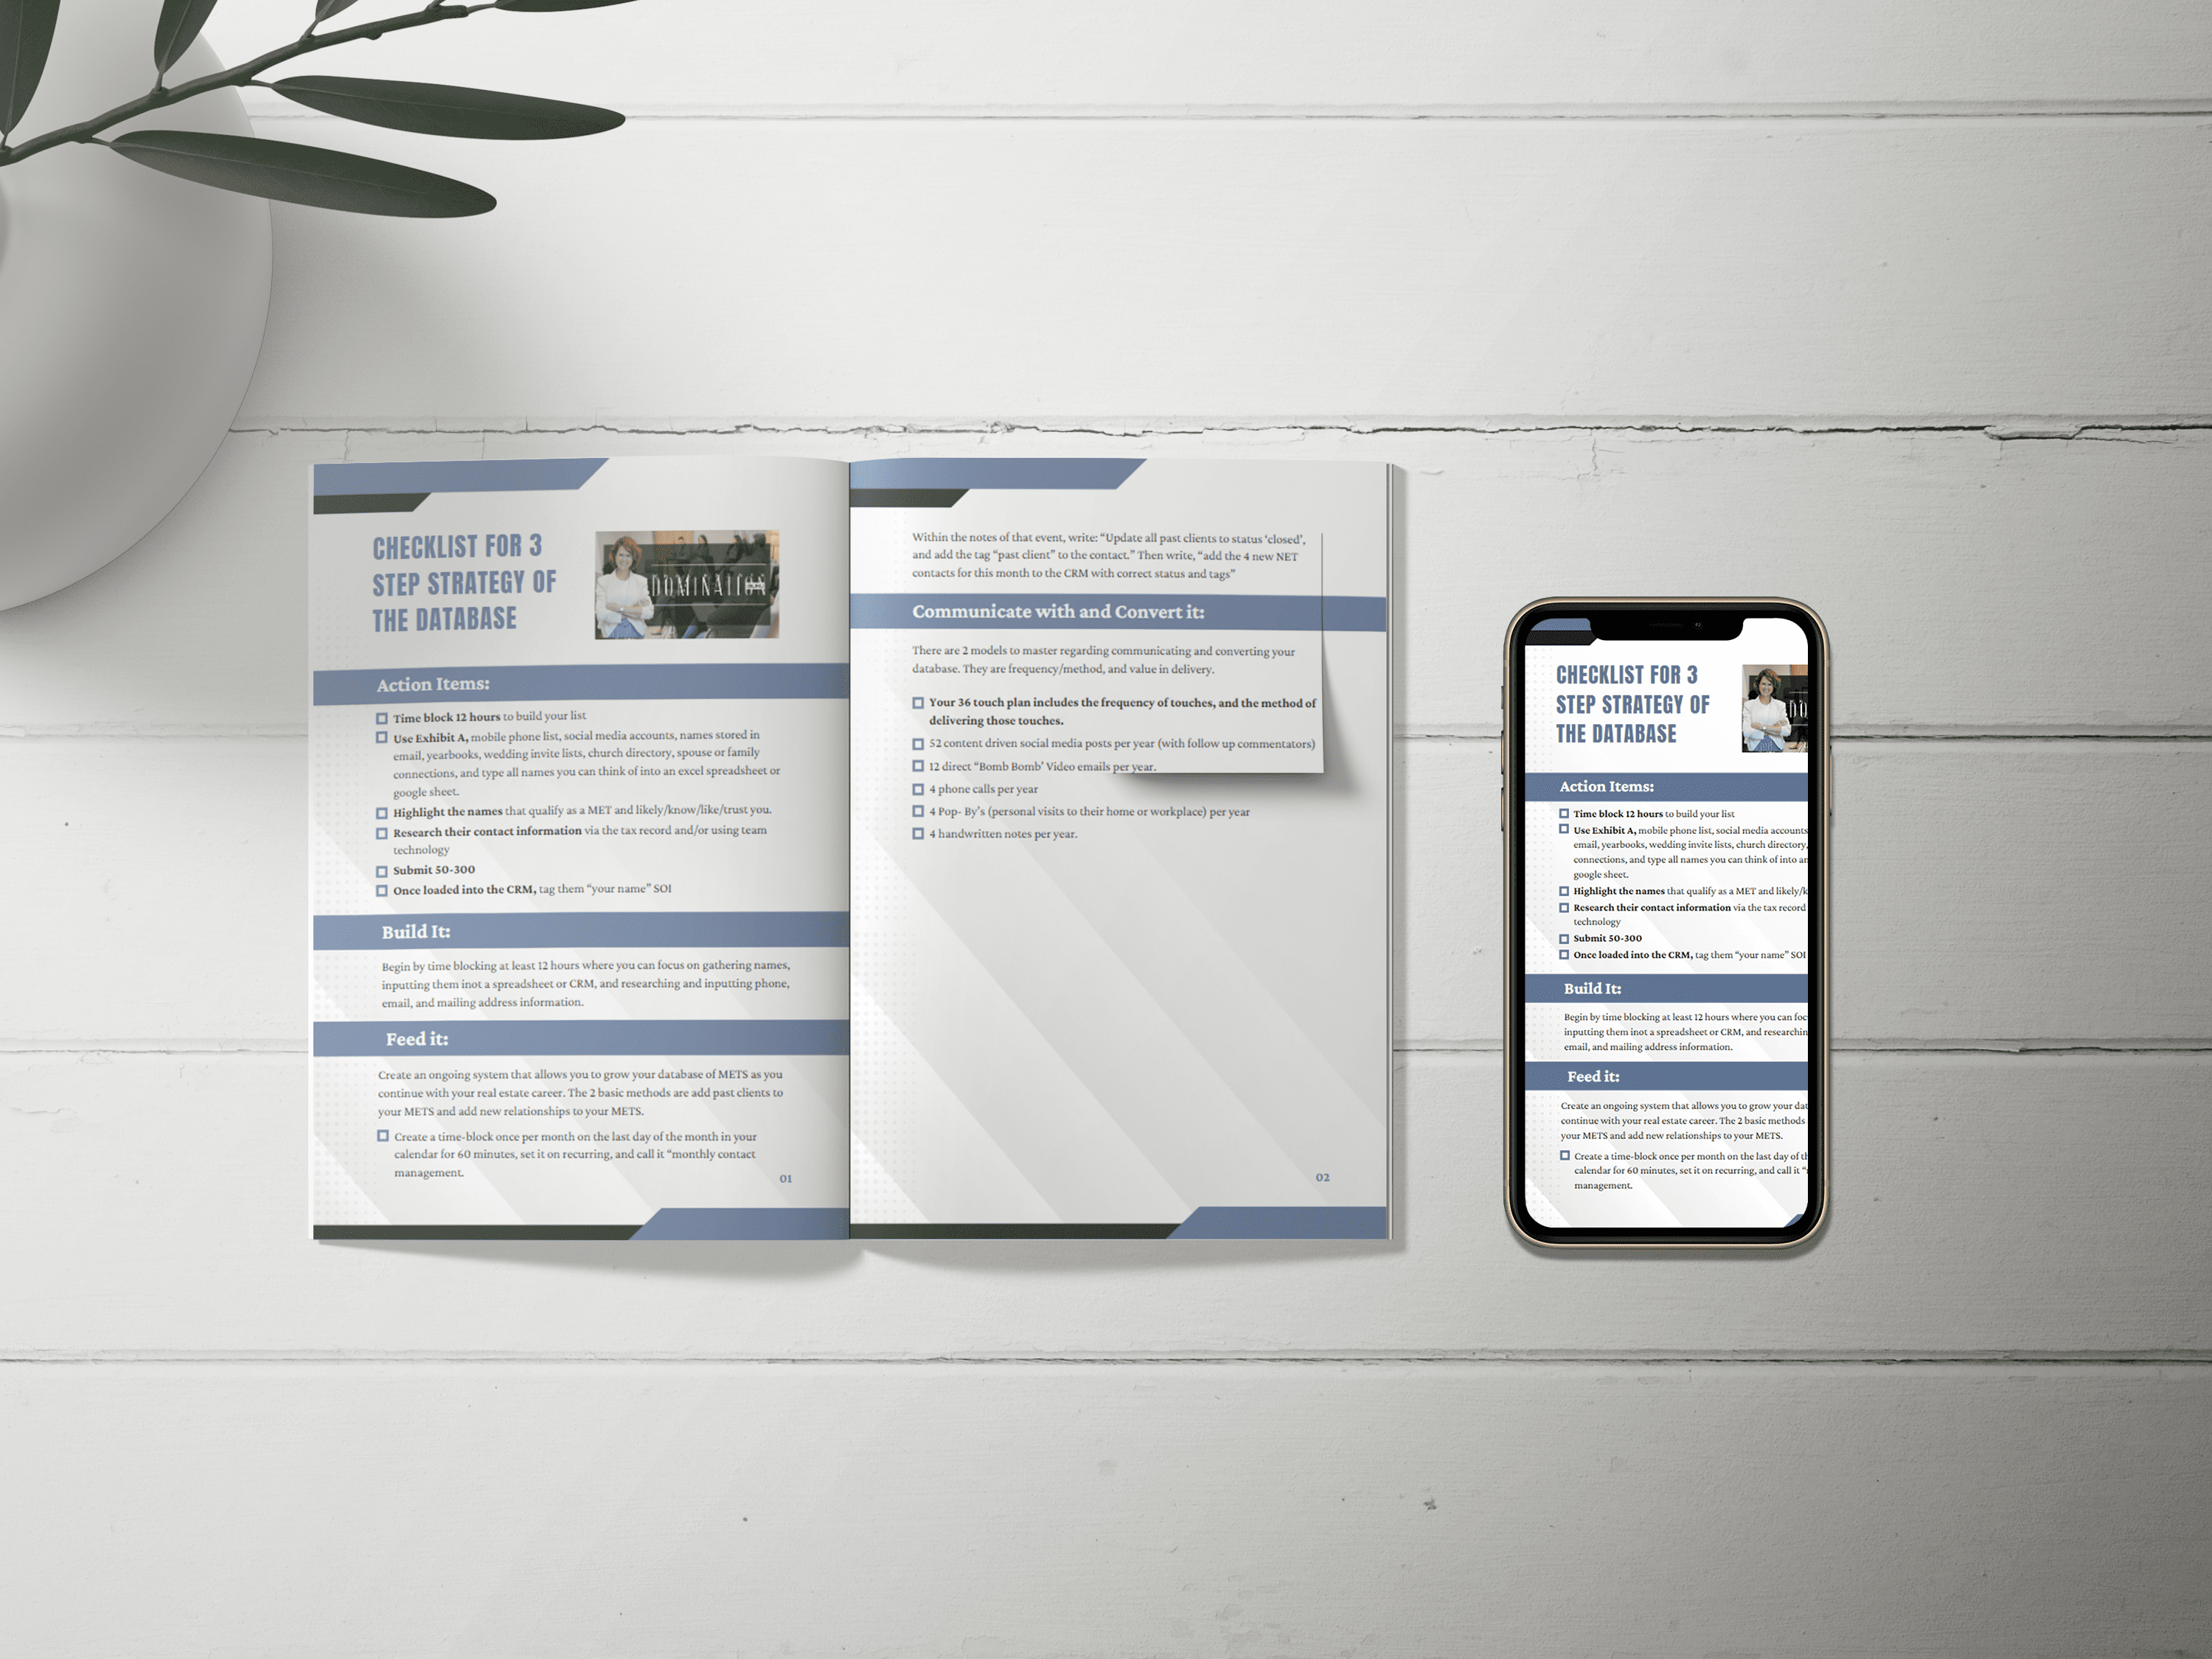 CHECKLIST FOR 3
STEP STRATEGY OF
THE DATABASE
DOMINATION
Action Items:
Time block 12 hours to build your list
Use Exhibit A, mobile phone list, social media accounts, names stored in
email, yearbooks, wedding invite lists, church directory, spouse or family
connections, and type all names you can think of into an excel spreadsheet or
google sheet.
Highlight the names that qualify as a MET and likely/know/like/trust you.
Research their contact information via the tax record and/or using team
technology
Submit 50-300
Once loaded into the CRM, tag them “your name” SOI
Build It:
Begin by time blocking at least 12 hours where you can focus on gathering names,
inputting them inot a spreadsheet or CRM, and researching and inputting phone,
email, and mailing address information.
Feed it:
Create an ongoing system that allows you to grow your database of METS as you
continue with your real estate career. The 2 basic methods are add past clients to
your METS and add new relationships to your METS.
Create a time-block once per month on the last day of the month in your
calendar for 60 minutes, set it on recurring, and call it “monthly contact
management.
01
Within the notes of that event, write: “Update all past clients to status ‘closed’,
and add the tag “past client” to the contact.” Then write, “add the 4 new NET
contacts for this month to the CRM with correct status and tags”
Communicate with and Convert it:
There are 2 models to master regarding communicating and converting your
database. They are frequency/method, and value in delivery.
Your 36 touch plan includes the frequency of touches, and the method of
delivering those touches.
52 content driven social media posts per year (with follow up commentators)
12 direct “Bomb Bomb’ Video emails per year.
4 phone calls per year
4 Pop- By’s (personal visits to their home or workplace) per year
4 handwritten notes per year.
02
CHECKLIST FOR 3
STEP STRATEGY OF
THE DATABASE
Action Items:
Time block 12 hours to build your list
Use Exhibit A, mobile phone list, social media accounts
email, yearbooks, wedding invite lists, church directory,
connections, and type all names you can think of into an
google sheet.
Highlight the names that qualify as a MET and likely/k
Research their contact information via the tax record
technology
Submit 50-300
Once loaded into the CRM, tag them “your name” SOI
Build It:
Begin by time blocking at least 12 hours where you can foc
inputting them inot a spreadsheet or CRM, and researchin
email, and mailing address information.
Feed it:
Create an ongoing system that allows you to grow your dat
continue with your real estate career. The 2 basic methods
your METS and add new relationships to your METS.
Create a time-block once per month on the last day of th
calendar for 60 minutes, set it on recurring, and call it “
management.